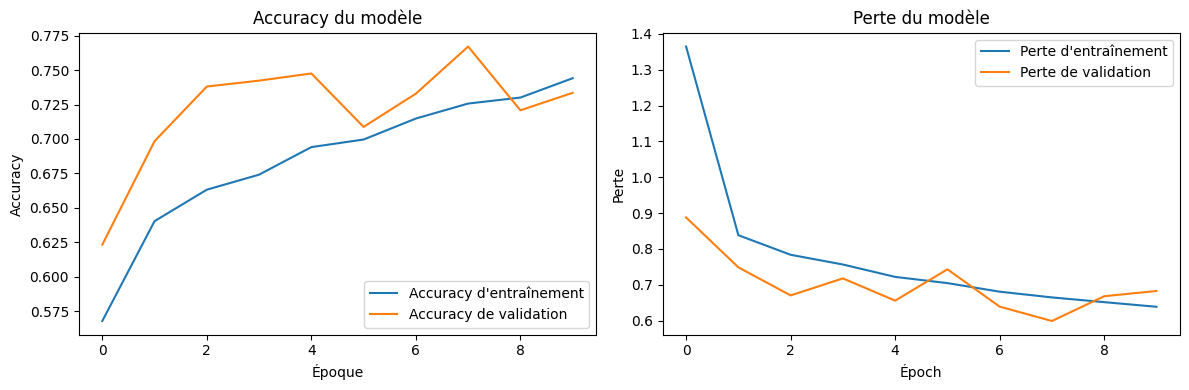 Accuracy du modèle
0.775
0.750
0.725
0.700
0.675
0.650
0.625
0.600
0.575
Accuracy
0 2 4 6 8
Époque
Accuracy d'entraînement
Accuracy de validation
Perte du modèle
1.4
1.3
1.2
1.1
1.0
0.9
0.8
0.7
0.6
Perte
0 2 4 6 8
Époch
Perte d'entraînement
Perte de validation